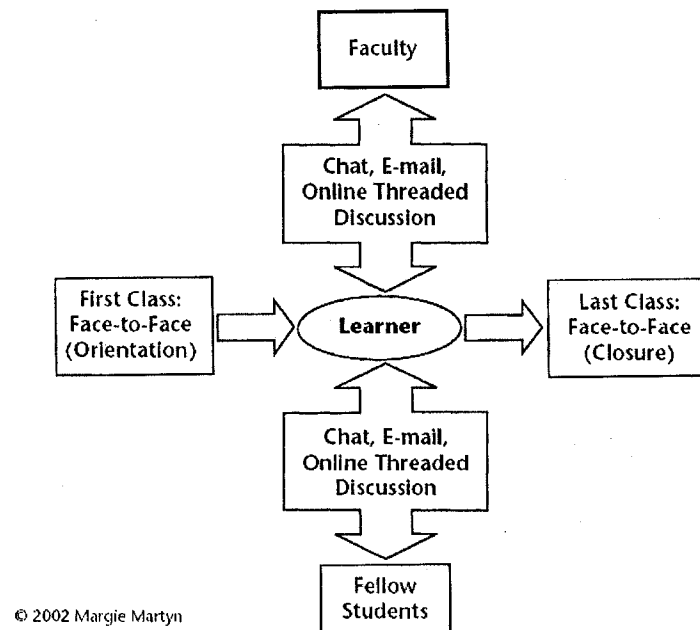 Faculty
Chat, E-mail,
Online Threaded
Discussion
First Class:
Face-to-Face
(Orientation)
Learner
Last Class:
Face-to-Face
(Closure)
Chat, E-mail,
Online Threaded
Discussion
Fellow
Students
© 2002 Margie Martyn